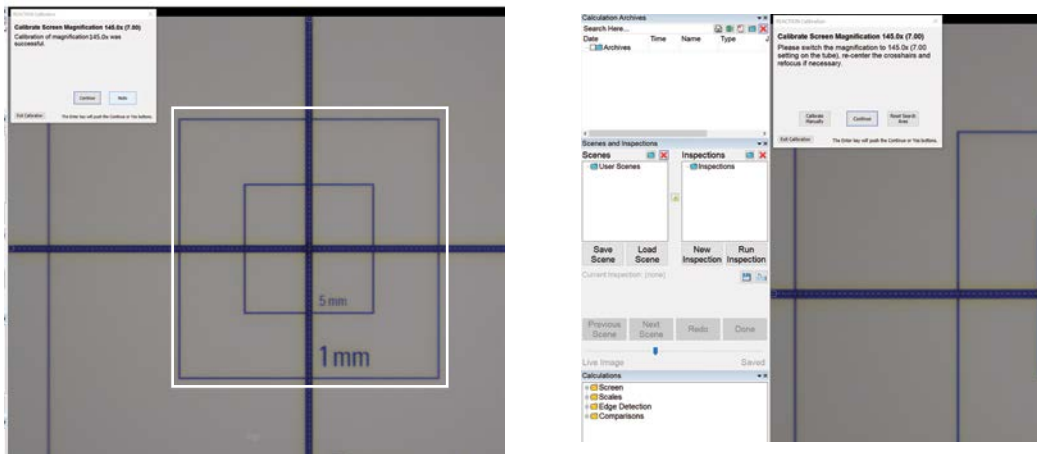 REACTION Calibration
Calibrate Screen Magnification 145.0x (7.00)
Calibration of magnification 145.0x was
successful.
Continue
Redo
Exit Calibration
The Enter key will push the Continue or Yes buttons.
5 mm
1 mm
Calculation Archives
Search Here...
Date Time Name Type
Archives
Scenes and Inspections
Scenes Inspections
User Scenes Inspections
Save Scene
Load Scene
New Inspection
Run Inspection
Current Inspection: [none]
Previous Scene
Next Scene
Redo
Done
Live Image Saved
Calculations
Screen
Scales
Edge Detection
Comparisons
REACTION Calibration
Calibrate Screen Magnification 145.0x (7.00)
Please switch the magnification to 145.0x (7.00
setting on the tube), re-center the crosshairs and
refocus if necessary.
Calibrate Manually
Continue
Reset Search Area
Exit Calibration
The Enter key will push the Continue or Yes buttons.